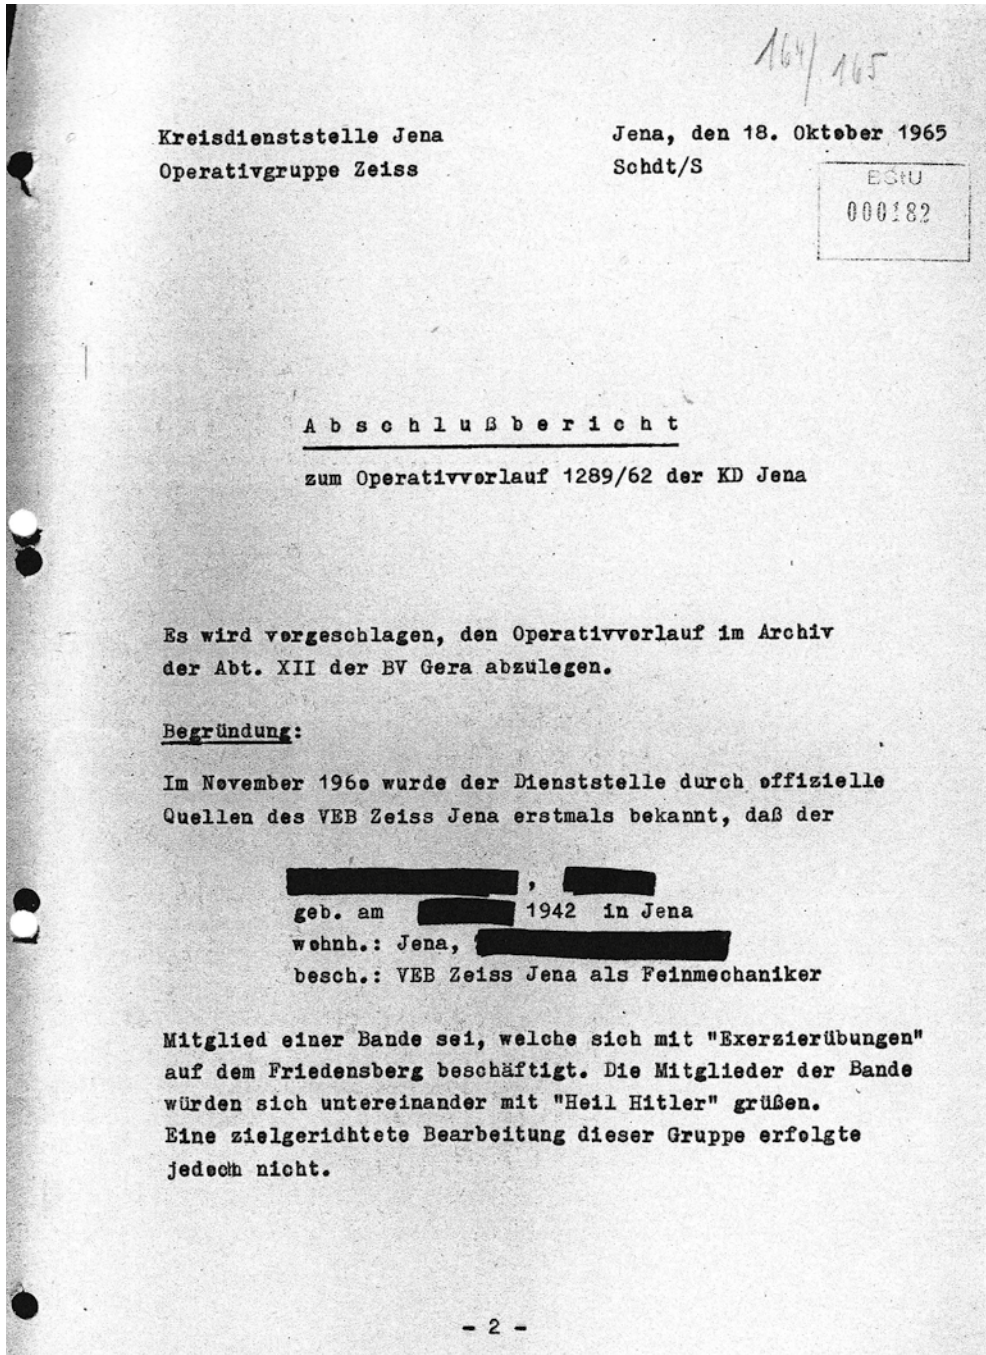 164/ 165
Kreisdienststelle Jena
Operativgruppe Zeiss
Jena, den 18. Oktober 1965
Schdt/S
BStU
000182
Abschlußbericht
zum Operativvorlauf 1289/62 der KD Jena
Es wird vorgeschlagen, den Operativvorlauf im Archiv
der Abt. XII der BV Gera abzulegen.
Begründung:
Im November 196o wurde der Dienststelle durch offizielle
Quellen des VEB Zeiss Jena erstmals bekannt, daß der
,
geb. am 1942 in Jena
wohnh.: Jena,
besch.: VEB Zeiss Jena als Feinmechaniker
Mitglied einer Bande sei, welche sich mit "Exerzierübungen"
auf dem Friedensberg beschäftigt. Die Mitglieder der Bande
würden sich untereinander mit "Heil Hitler" grüßen.
Eine zielgeridhtete Bearbeitung dieser Gruppe erfolgte
jedoch nicht.
- 2 -